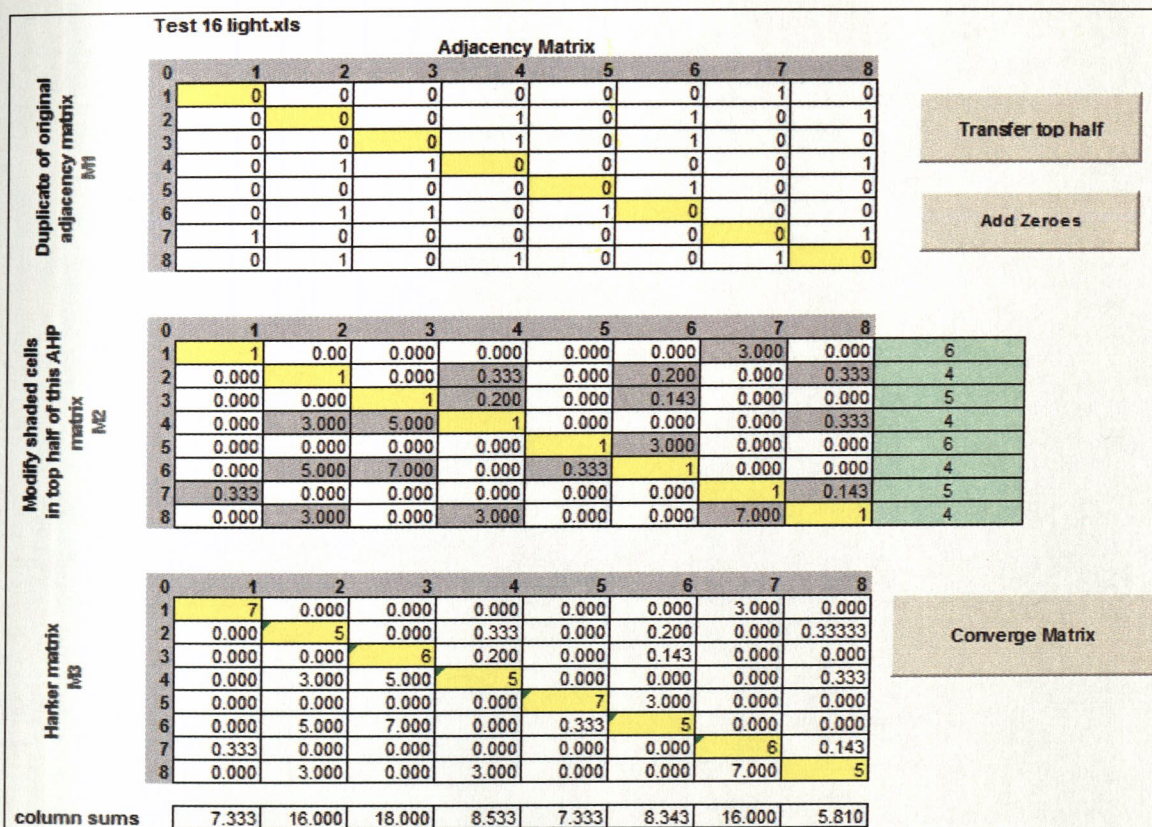 Test 16 light.xls
Adjacency Matrix
Duplicate of original
adjacency matrix
M1
0 1 2 3 4 5 6 7 8
1 0 0 0 0 0 0 1 0
2 0 0 0 1 0 1 0 1
3 0 0 0 1 0 1 0 0
4 0 1 1 0 0 0 0 1
5 0 0 0 0 0 1 0 0
6 0 1 1 0 1 0 0 0
7 1 0 0 0 0 0 0 1
8 0 1 0 1 0 0 1 0
Transfer top half
Add Zeroes
Modify shaded cells
in top half of this AHP
matrix
M2
0 1 2 3 4 5 6 7 8
1 1 0.00 0.000 0.000 0.000 0.000 3.000 0.000 6
2 0.000 1 0.000 0.333 0.000 0.200 0.000 0.333 4
3 0.000 0.000 1 0.200 0.000 0.143 0.000 0.000 5
4 0.000 3.000 5.000 1 0.000 0.000 0.000 0.333 4
5 0.000 0.000 0.000 0.000 1 3.000 0.000 0.000 6
6 0.000 5.000 7.000 0.000 0.333 1 0.000 0.000 4
7 0.333 0.000 0.000 0.000 0.000 0.000 1 0.143 5
8 0.000 3.000 0.000 3.000 0.000 0.000 7.000 1 4
Harker matrix
M3
0 1 2 3 4 5 6 7 8
1 7 0.000 0.000 0.000 0.000 0.000 3.000 0.000
2 0.000 5 0.000 0.333 0.000 0.200 0.000 0.33333
3 0.000 0.000 6 0.200 0.000 0.143 0.000 0.000
4 0.000 3.000 5.000 5 0.000 0.000 0.000 0.333
5 0.000 0.000 0.000 0.000 7 3.000 0.000 0.000
6 0.000 5.000 7.000 0.000 0.333 5 0.000 0.000
7 0.333 0.000 0.000 0.000 0.000 0.000 6 0.143
8 0.000 3.000 0.000 3.000 0.000 0.000 7.000 5
Converge Matrix
column sums 7.333 16.000 18.000 8.533 7.333 8.343 16.000 5.810